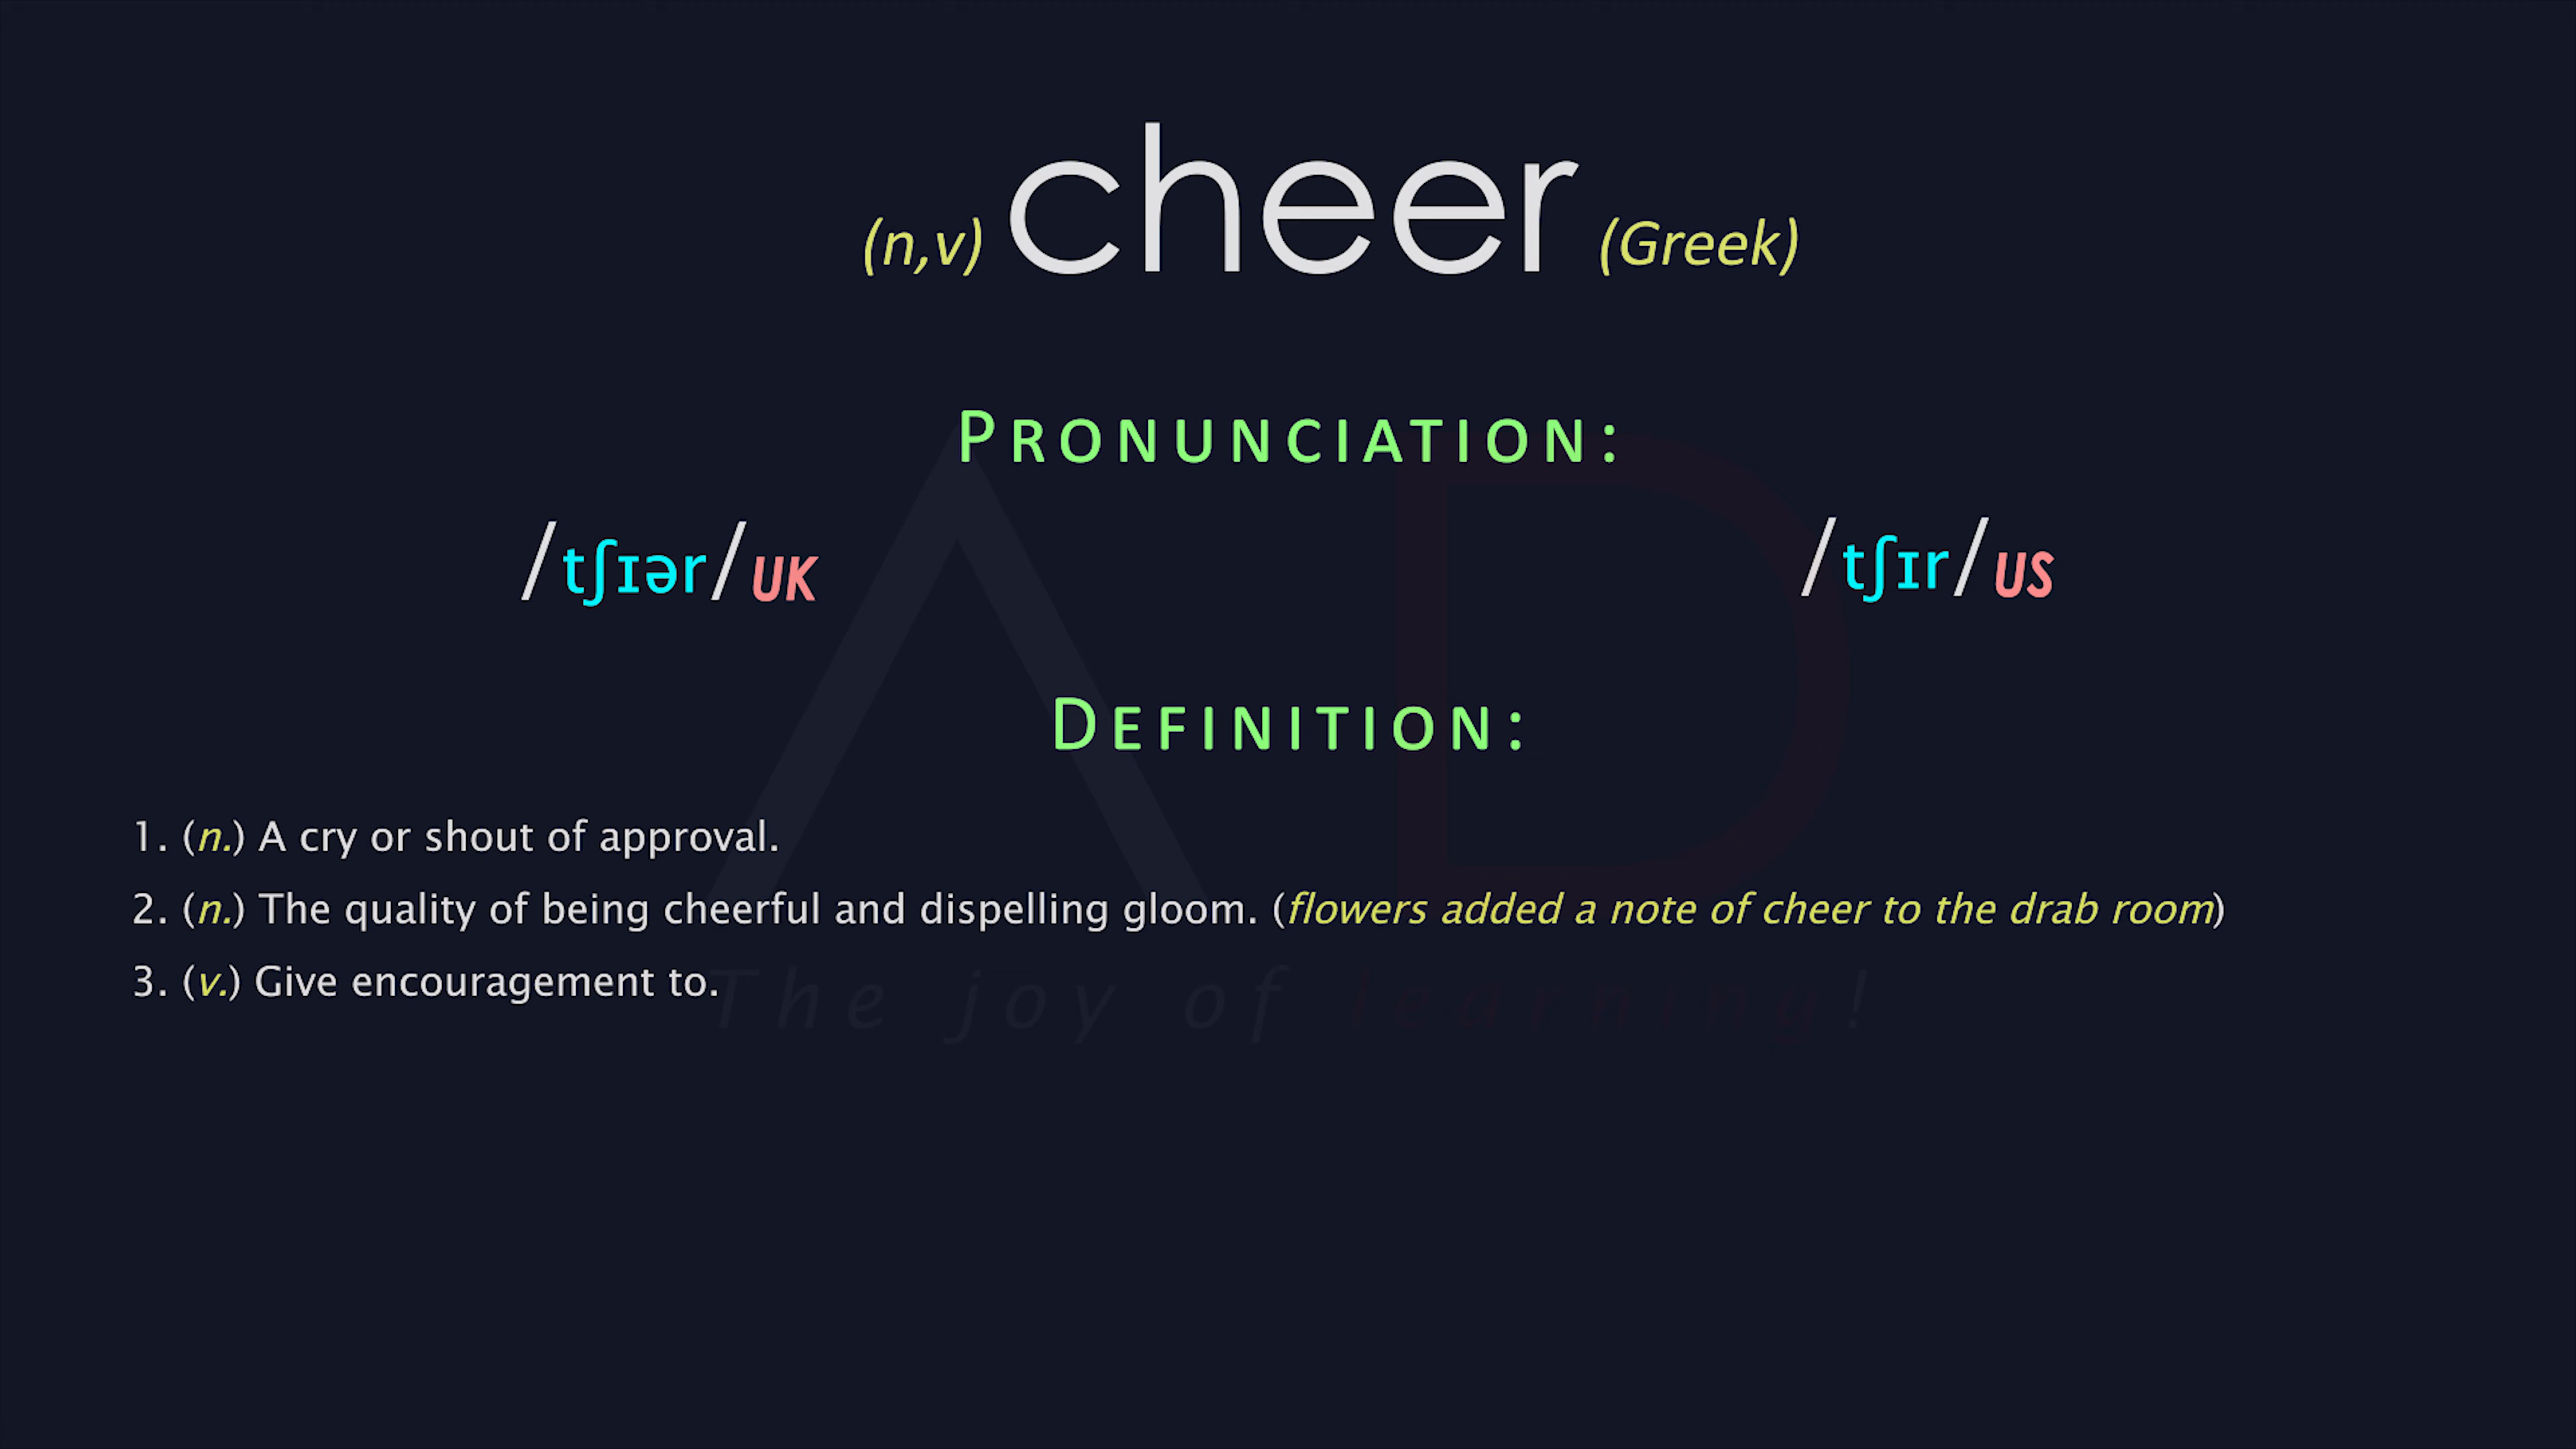 (n,v) cheer (Greek)
PRONUNCIATION:
/tʃɪər/UK /tʃɪr/US
DEFINITION:
1. (n.) A cry or shout of approval.
2. (n.) The quality of being cheerful and dispelling gloom. (flowers added a note of cheer to the drab room)
3. (v.) Give encouragement to.
AD
The joy of learning!